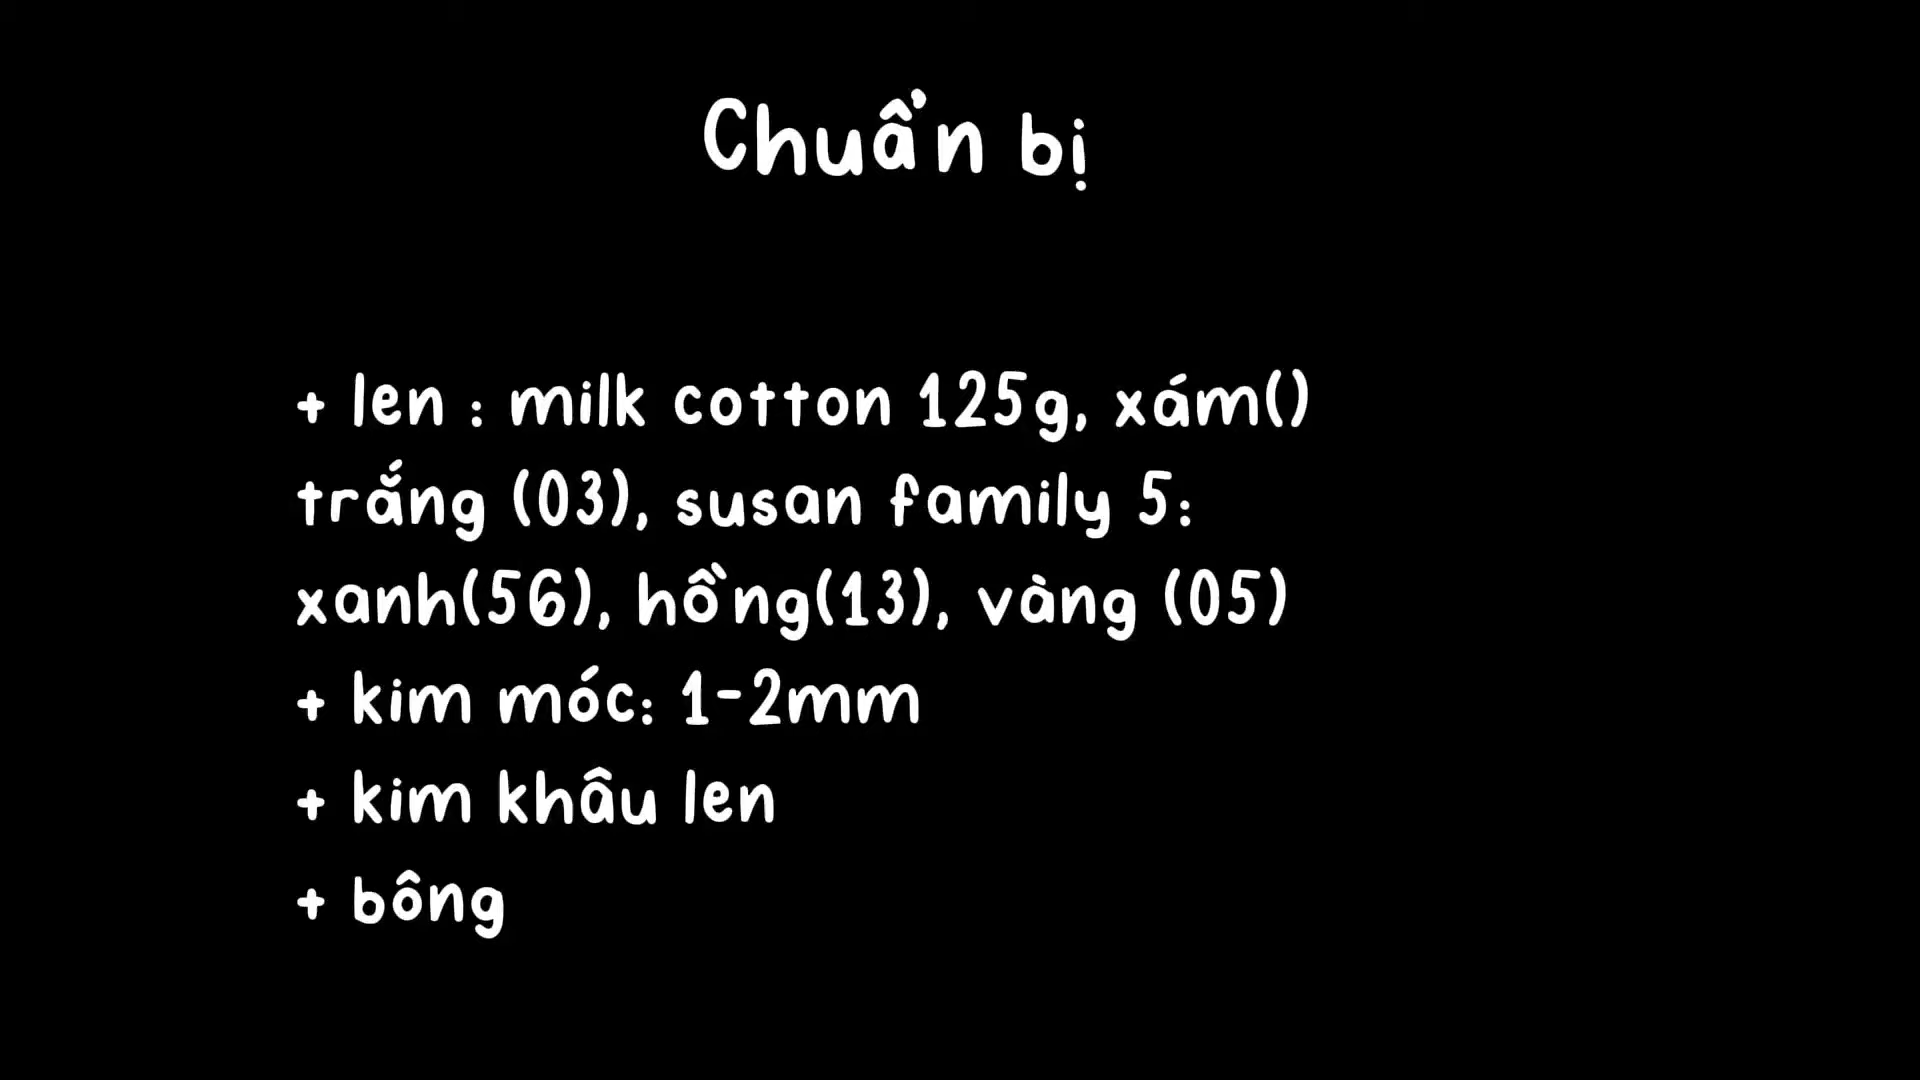 Chuẩn bị
+ len : milk cotton 125g, xám()
trắng (03), susan family 5:
xanh(56), hồng(13), vàng (05)
+ kim móc: 1-2mm
+ kim khâu len
+ bông